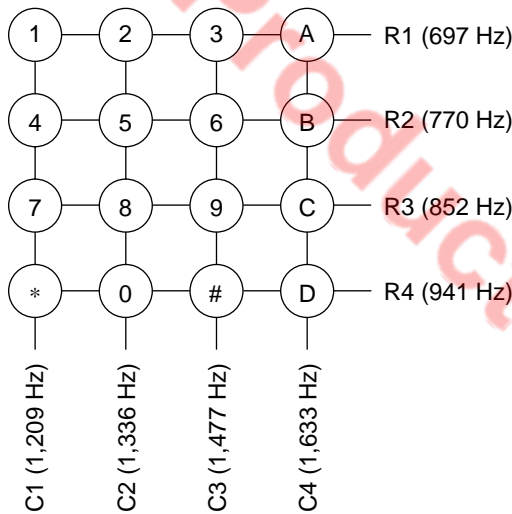 1 2 3 A R1 (697 Hz)
4 5 6 B R2 (770 Hz)
7 8 9 C R3 (852 Hz)
* 0 # D R4 (941 Hz)
C1 (1,209 Hz)
C2 (1,336 Hz)
C3 (1,477 Hz)
C4 (1,633 Hz)